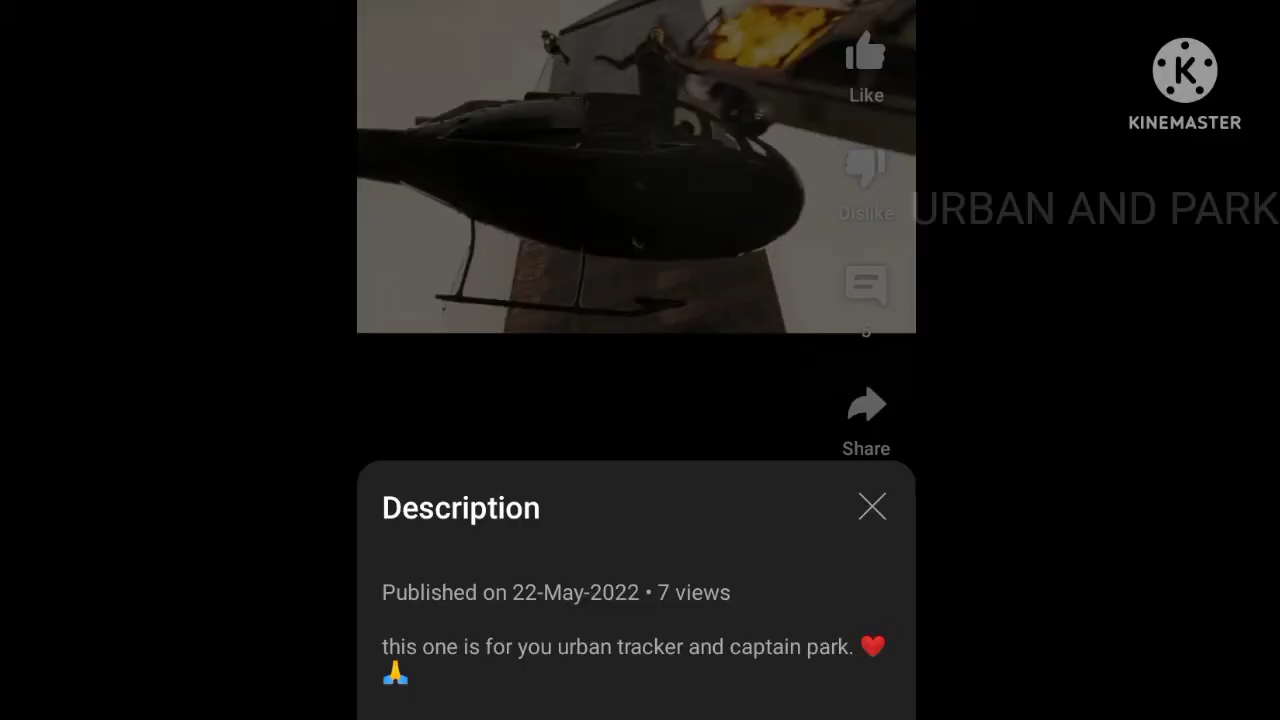 K
KINEMASTER
Like
Dislike
URBAN AND PARK
5
Share
Description
Published on 22-May-2022 • 7 views
this one is for you urban tracker and captain park. ❤️
🙏